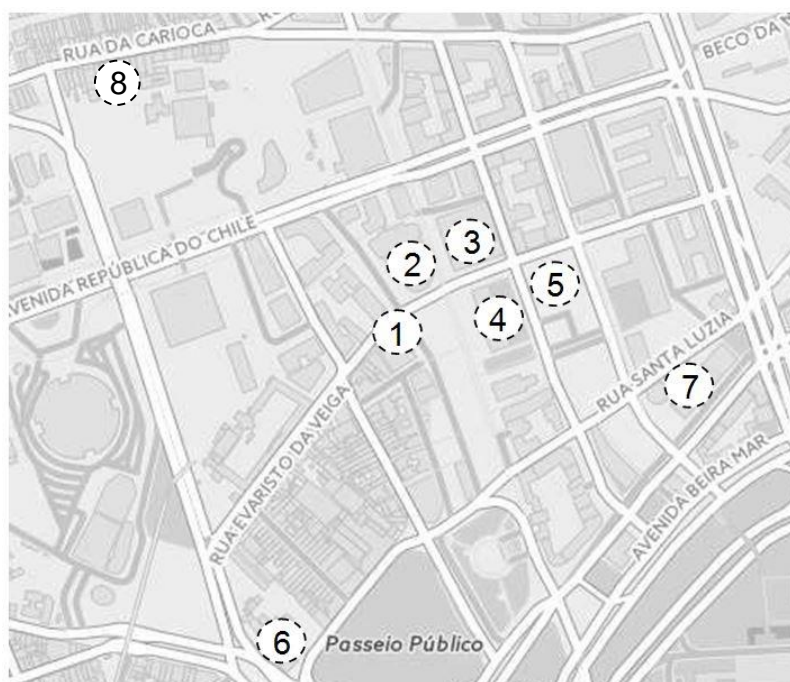 RUA DA CARIOCA
BECO DA
8
AVENIDA REPÚBLICA DO CHILE
3
2
5
4
1
RUA SANTA LUZIA
7
RUA EVARISTO DA VEIGA
AVENIDA BEIRA MAR
6
Passeio Público